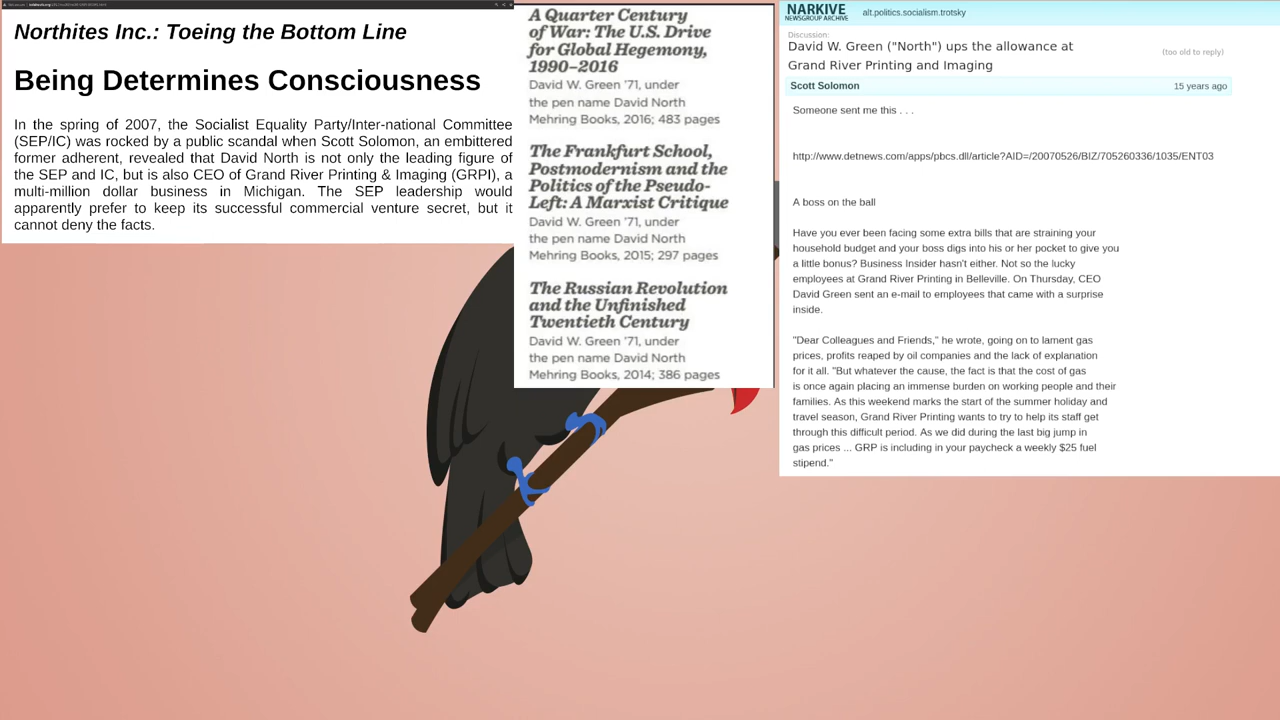 Northites Inc.: Toeing the Bottom Line
Being Determines Consciousness
In the spring of 2007, the Socialist Equality Party/Inter-national Committee
(SEP/IC) was rocked by a public scandal when Scott Solomon, an embittered
former adherent, revealed that David North is not only the leading figure of
the SEP and IC, but is also CEO of Grand River Printing & Imaging (GRPI), a
multi-million dollar business in Michigan. The SEP leadership would
apparently prefer to keep its successful commercial venture secret, but it
cannot deny the facts.
A Quarter Century
of War: The U.S. Drive
for Global Hegemony,
1990–2016
David W. Green '71, under
the pen name David North
Mehring Books, 2016; 483 pages
The Frankfurt School,
Postmodernism and the
Politics of the Pseudo-
Left: A Marxist Critique
David W. Green '71, under
the pen name David North
Mehring Books, 2015; 297 pages
The Russian Revolution
and the Unfinished
Twentieth Century
David W. Green '71, under
the pen name David North
Mehring Books, 2014; 386 pages
NARKIVE
NEWSGROUP ARCHIVE
alt.politics.socialism.trotsky
Discussion:
David W. Green ("North") ups the allowance at
Grand River Printing and Imaging
(too old to reply)
Scott Solomon
15 years ago
Someone sent me this . . .
http://www.detnews.com/apps/pbcs.dll/article?AID=/20070526/BIZ/705260336/1035/ENT03
A boss on the ball
Have you ever been facing some extra bills that are straining your
household budget and your boss digs into his or her pocket to give you
a little bonus? Business Insider hasn't either. Not so the lucky
employees at Grand River Printing in Belleville. On Thursday, CEO
David Green sent an e-mail to employees that came with a surprise
inside.
"Dear Colleagues and Friends," he wrote, going on to lament gas
prices, profits reaped by oil companies and the lack of explanation
for it all. "But whatever the cause, the fact is that the cost of gas
is once again placing an immense burden on working people and their
families. As this weekend marks the start of the summer holiday and
travel season, Grand River Printing wants to try to help its staff get
through this difficult period. As we did during the last big jump in
gas prices ... GRP is including in your paycheck a weekly $25 fuel
stipend."